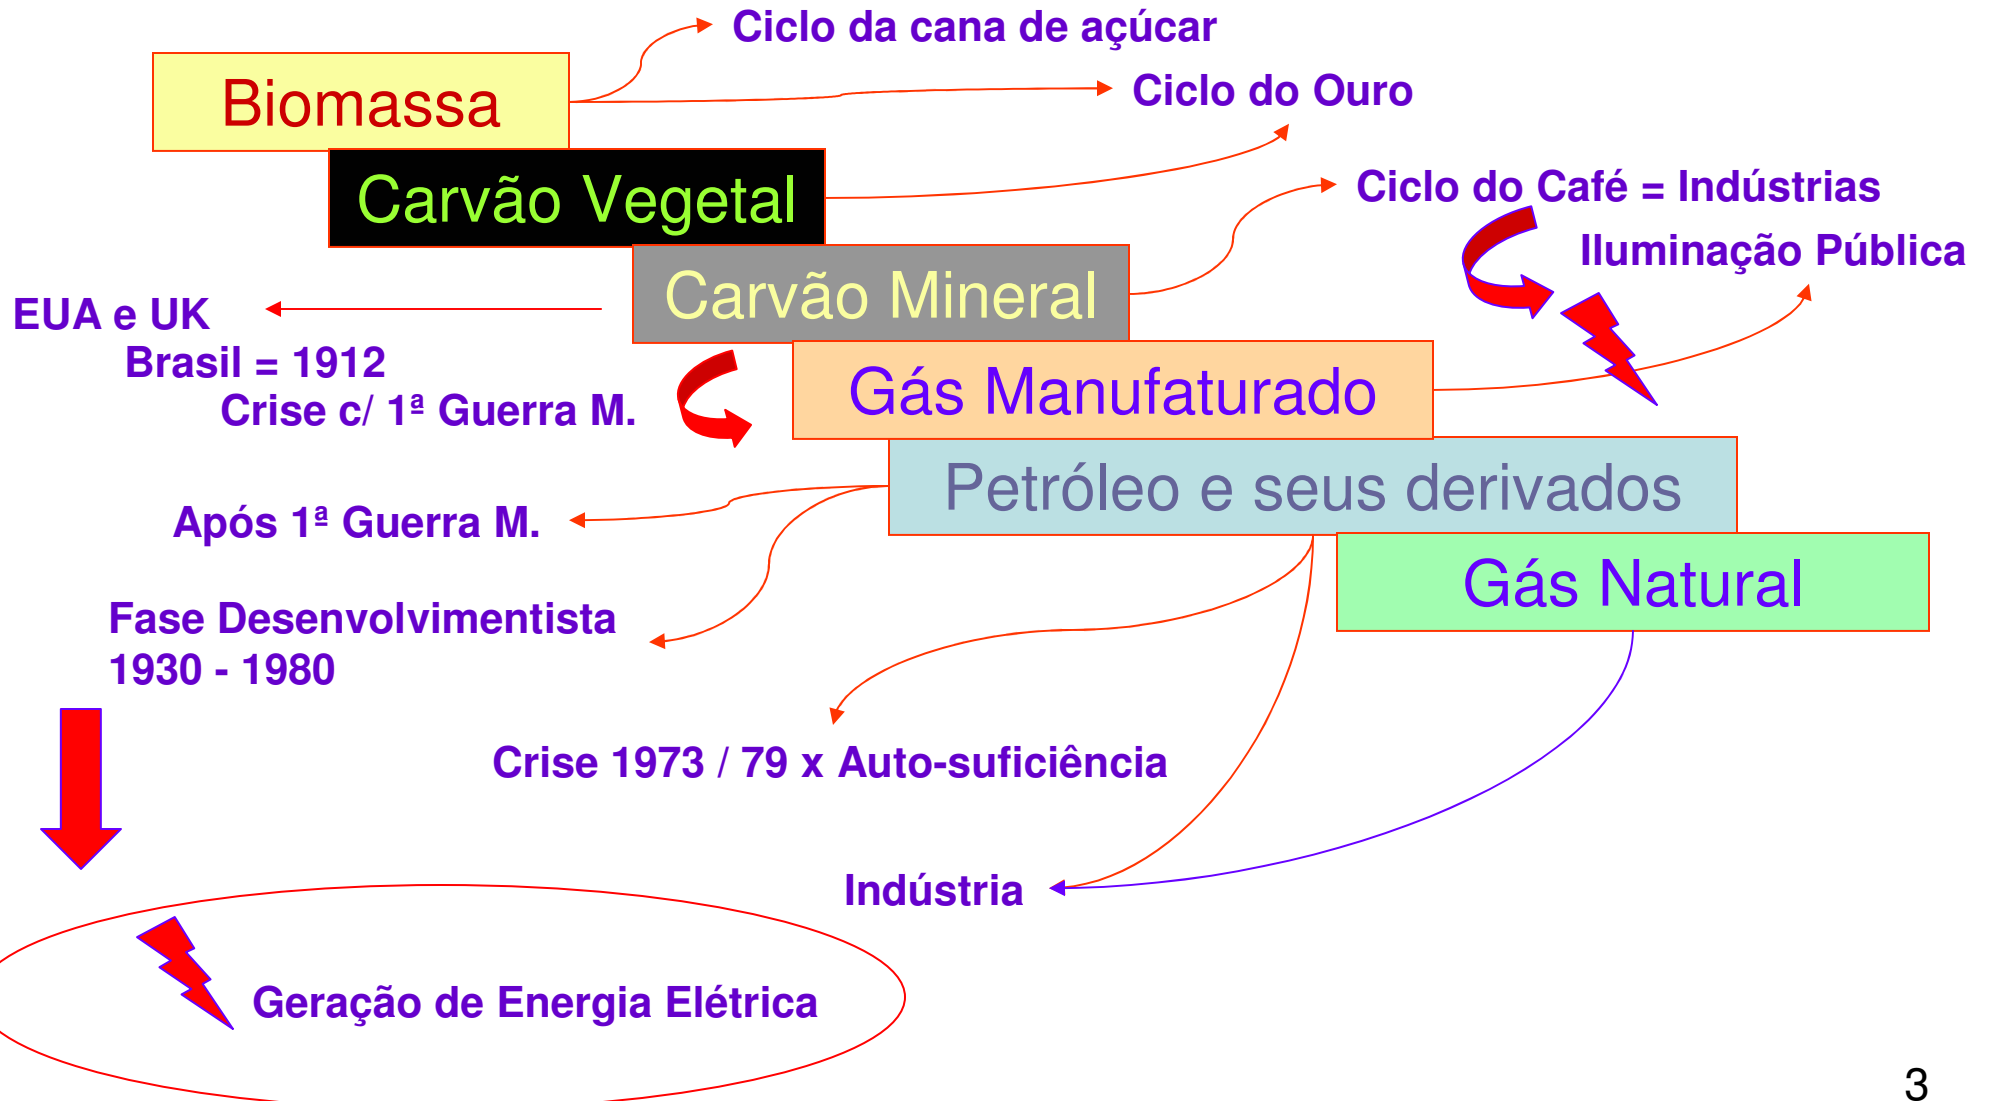 Ciclo da cana de açúcar
Biomassa
Ciclo do Ouro
Carvão Vegetal
Ciclo do Café = Indústrias
Iluminação Pública
Carvão Mineral
EUA e UK
Brasil = 1912
Crise c/ 1ª Guerra M.
Gás Manufaturado
Petróleo e seus derivados
Após 1ª Guerra M.
Gás Natural
Fase Desenvolvimentista
1930 - 1980
Crise 1973 / 79 x Auto-suficiência
Indústria
Geração de Energia Elétrica
3